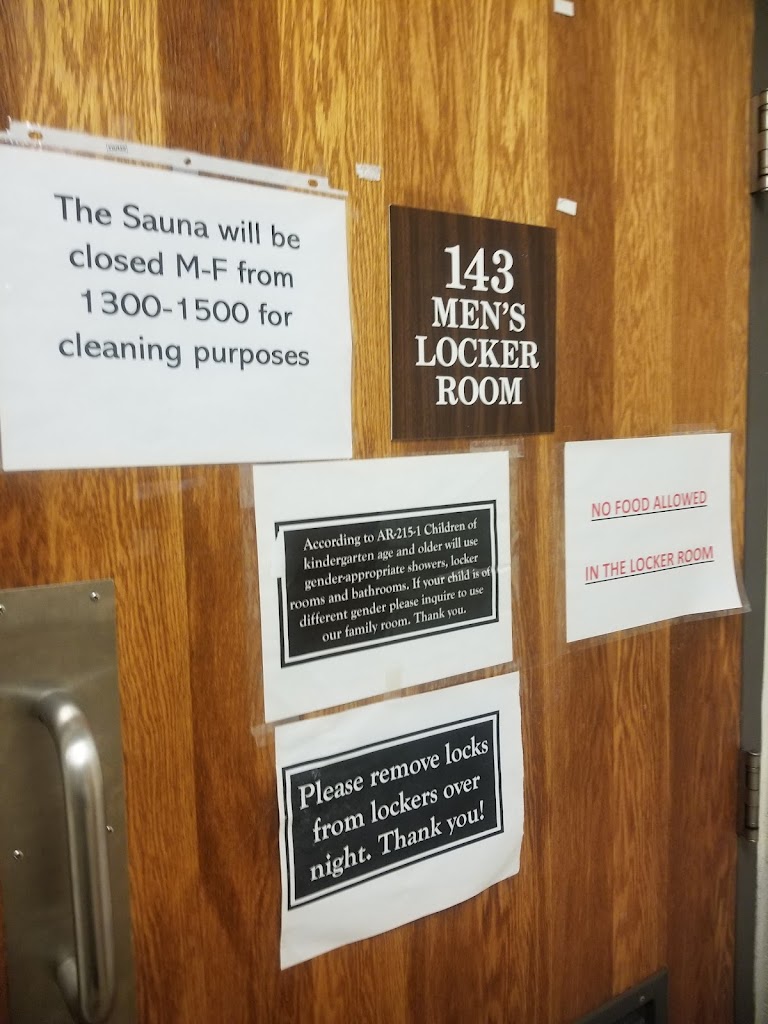 The Sauna will be
closed M-F from
1300-1500 for
cleaning purposes
143
MEN'S
LOCKER
ROOM
According to AR-215-1 Children of
kindergarten age and older will use
gender-appropriate showers, locker
rooms and bathrooms. If your child is of
different gender please inquire to use
our family room. Thank you.
NO FOOD ALLOWED
IN THE LOCKER ROOM
Please remove locks
from lockers over
night. Thank you!